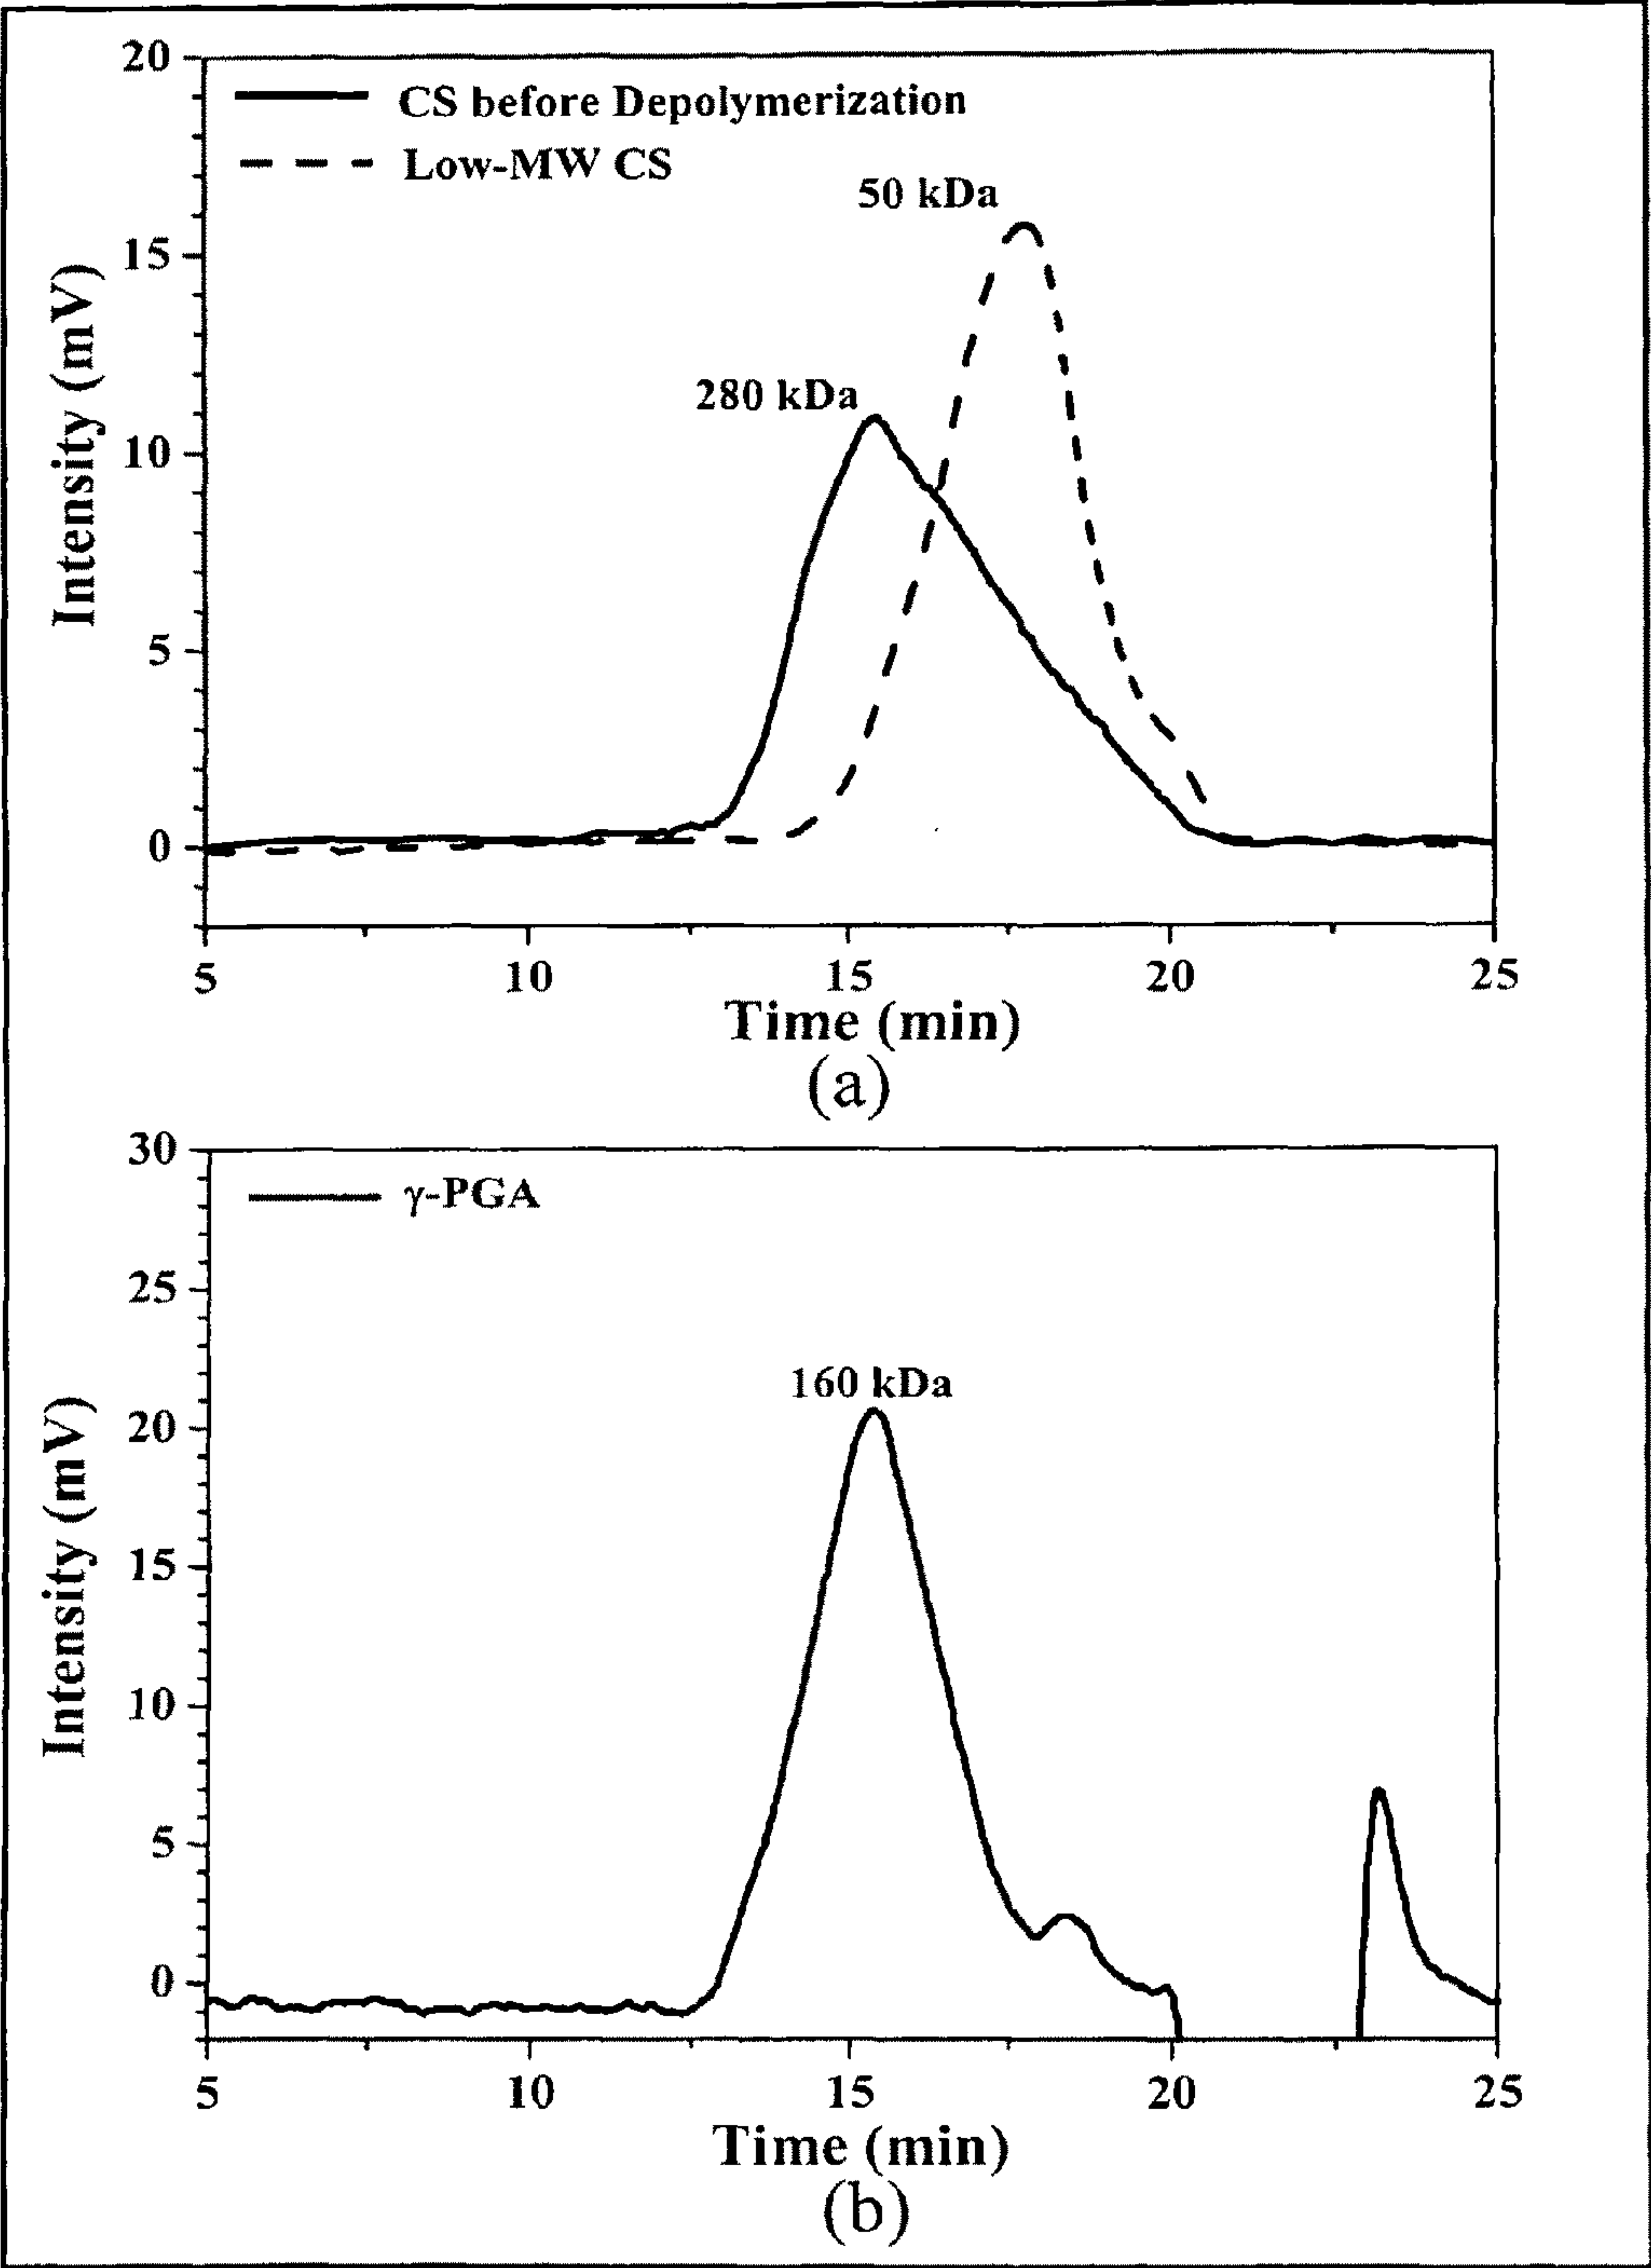 20
CS before Depolymerization
Low-MW CS
50 kDa
15
280 kDa
10
5
0
Intensity (mV)
5 10 15 20 25
Time (min)
(a)
30
γ-PGA
25
160 kDa
20
15
10
5
0
Intensity (mV)
5 10 15 20 25
Time (min)
(b)